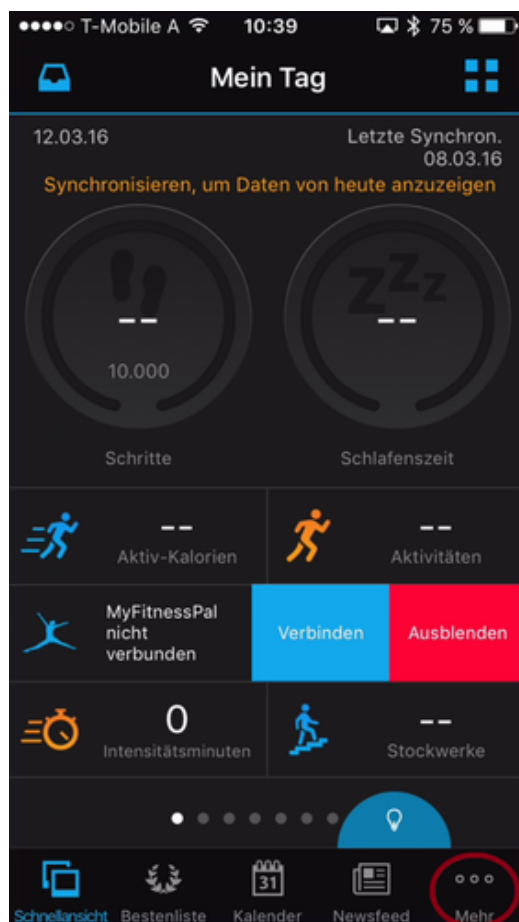 T-Mobile A 10:39 75 %
Mein Tag
12.03.16 Letzte Synchron.
08.03.16
Synchronisieren, um Daten von heute anzuzeigen
zzz
-- --
10.000
Schritte Schlafenszeit
-- --
Aktiv-Kalorien Aktivitäten
MyFitnessPal
nicht
verbunden
Verbinden Ausblenden
0 --
Intensitätsminuten Stockwerke
31
Schnellansicht Bestenliste Kalender Newsfeed Mehr